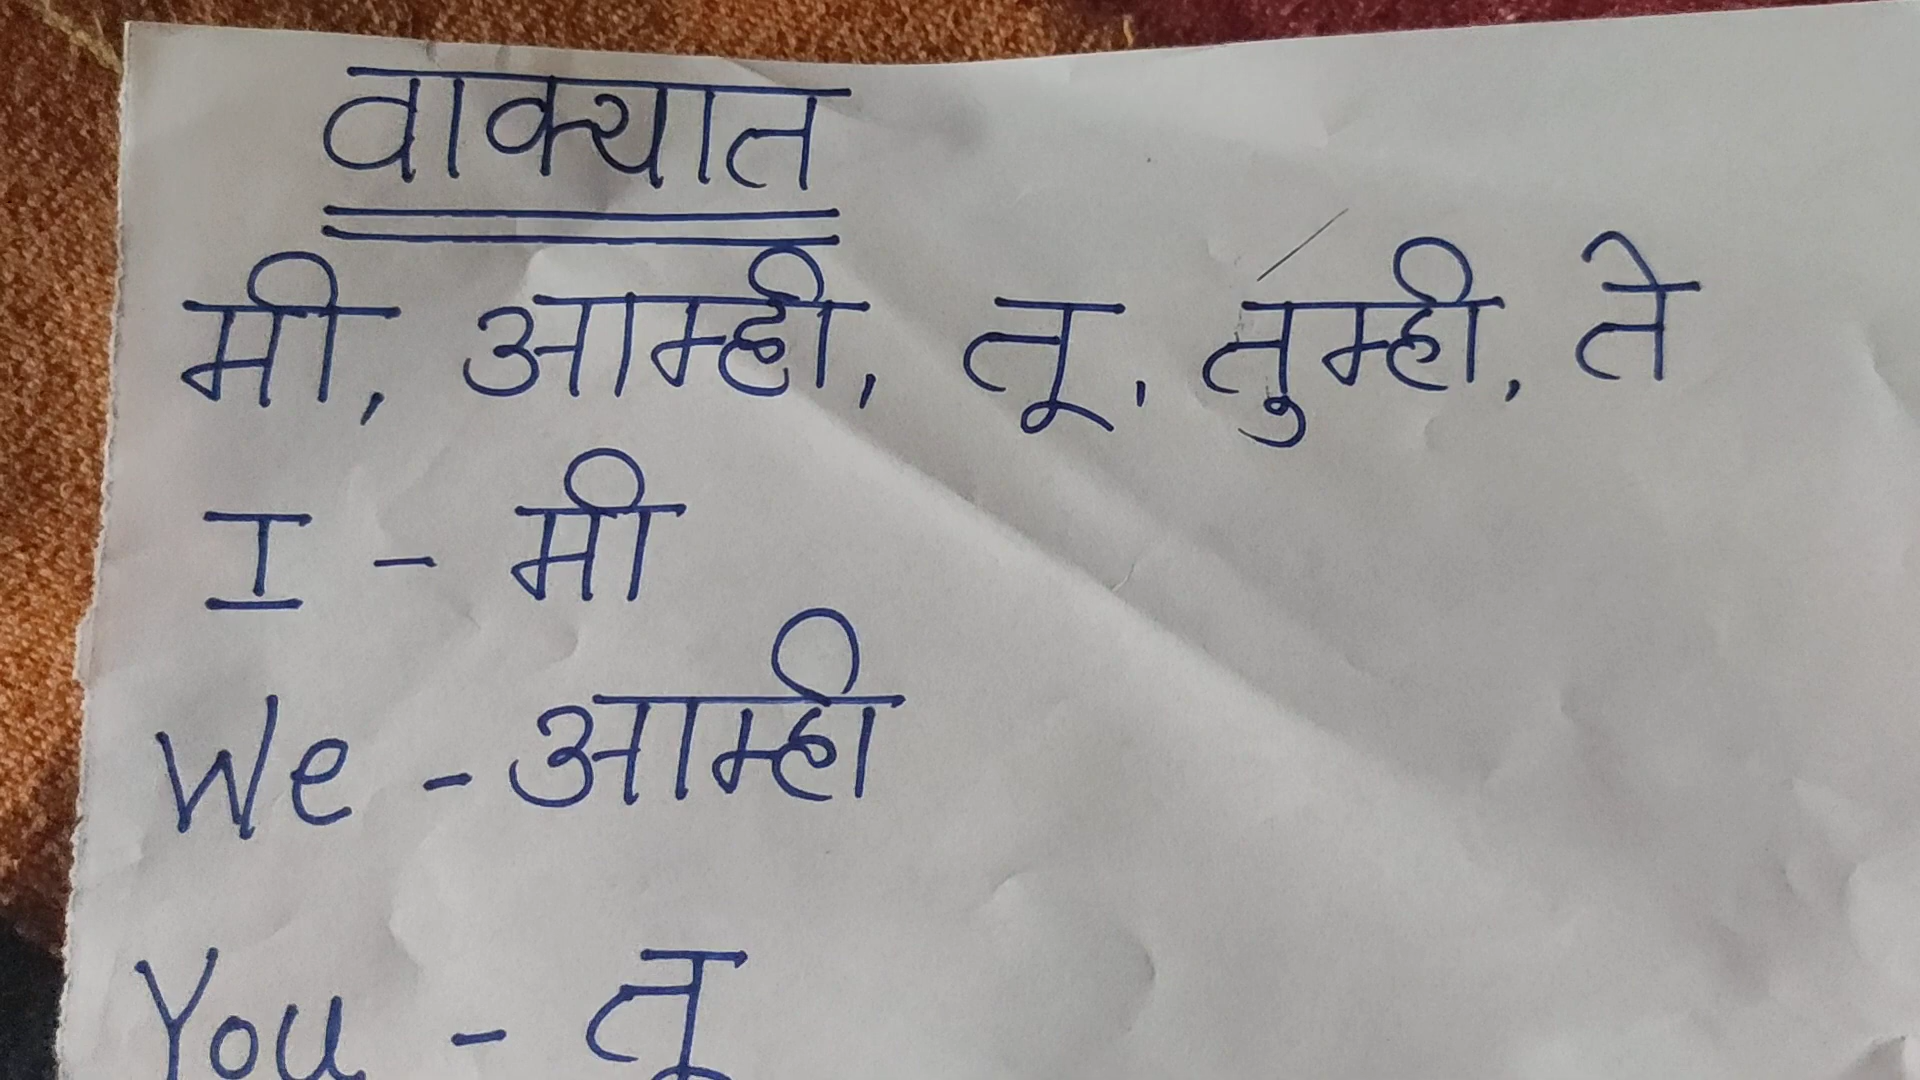 वाक्यात
मी, आम्ही, तू, तुम्ही, ते
I - मी
We - आम्ही
You - तू